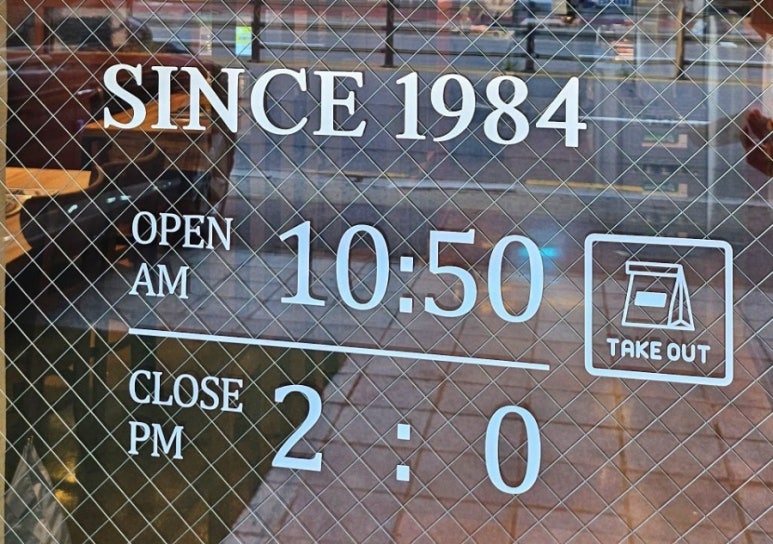 SINCE 1984
OPEN
AM 10:50
TAKE OUT
CLOSE
PM 2 : 0